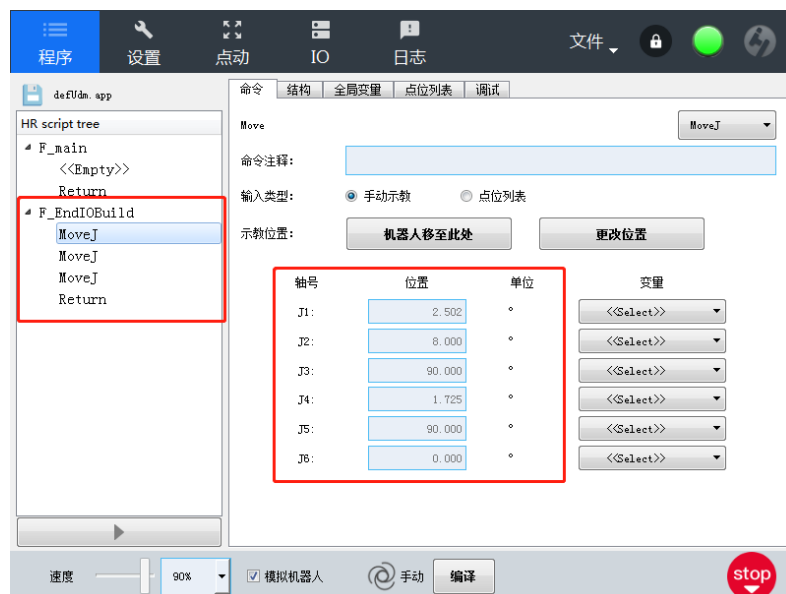 程序 设置 点动 IO 日志 文件
defUdm.app
命令 结构 全局变量 点位列表 调试
HR script tree
Move MoveJ
F_main
<<Empty>>
Return
F_EndIOBuild
MoveJ
MoveJ
MoveJ
Return
命令注释:
输入类型: 手动示教 点位列表
示教位置: 机器人移至此处 更改位置
轴号 位置 单位 变量
J1: 2.502 ° <<Select>>
J2: 8.000 ° <<Select>>
J3: 90.000 ° <<Select>>
J4: 1.725 ° <<Select>>
J5: 90.000 ° <<Select>>
J6: 0.000 ° <<Select>>
速度 90% 模拟机器人 手动 编译 stop